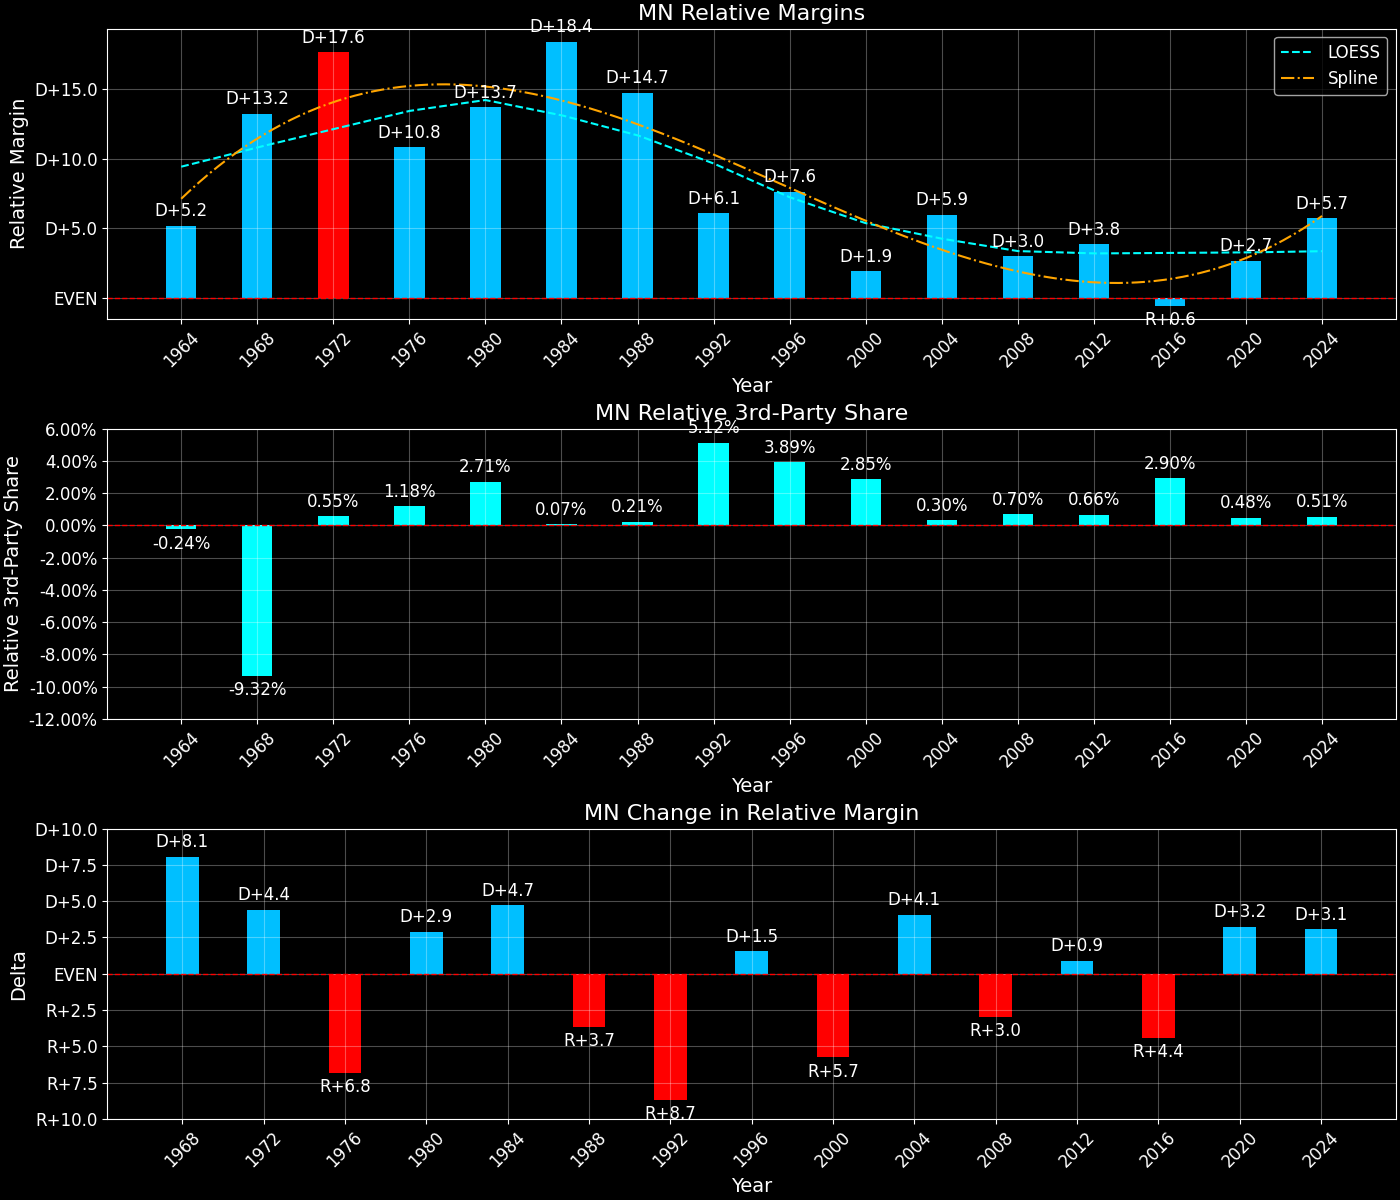 MN Relative Margins
Relative Margin
D+15.0
D+10.0
D+5.0
EVEN
D+5.2
D+13.2
D+17.6
D+10.8
D+13.7
D+18.4
D+14.7
D+6.1
D+7.6
D+1.9
D+5.9
D+3.0
D+3.8
R+0.6
D+2.7
D+5.7
LOESS
Spline
1964 1968 1972 1976 1980 1984 1988 1992 1996 2000 2004 2008 2012 2016 2020 2024
Year
MN Relative 3rd-Party Share
Relative 3rd-Party Share
6.00%
4.00%
2.00%
0.00%
-2.00%
-4.00%
-6.00%
-8.00%
-10.00%
-12.00%
-0.24%
-9.32%
0.55%
1.18%
2.71%
0.07%
0.21%
5.12%
3.89%
2.85%
0.30%
0.70%
0.66%
2.90%
0.48%
0.51%
1964 1968 1972 1976 1980 1984 1988 1992 1996 2000 2004 2008 2012 2016 2020 2024
Year
MN Change in Relative Margin
Delta
D+10.0
D+7.5
D+5.0
D+2.5
EVEN
R+2.5
R+5.0
R+7.5
R+10.0
D+8.1
D+4.4
R+6.8
D+2.9
D+4.7
R+3.7
R+8.7
D+1.5
R+5.7
D+4.1
R+3.0
D+0.9
R+4.4
D+3.2
D+3.1
1968 1972 1976 1980 1984 1988 1992 1996 2000 2004 2008 2012 2016 2020 2024
Year